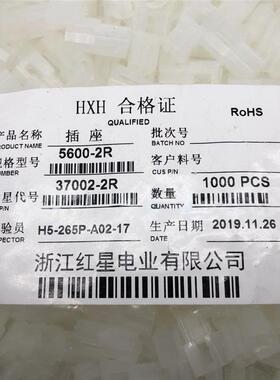 HXH 合格证
QUALIFIED
RoHS
产品名称 插座 批次号
PRODUCT NAME BATCH NO
规格型号 5600-2R 客户料号
NUMBER CUS P/N
星代号 37002-2R 数量 1000 PCS
P/N QUANTITY
验员 H5-265P-A02-17 生产日期 2019.11.26
浙江红星电业有限公司